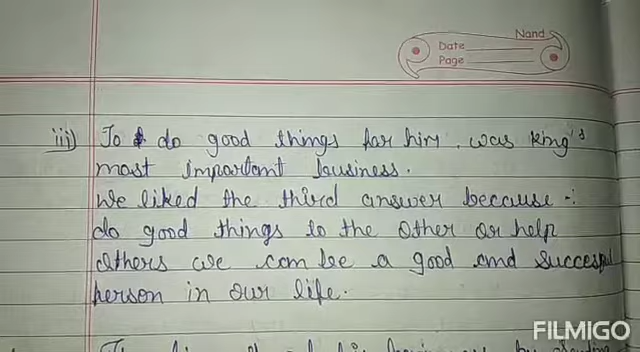 Nand
Date
Page
iii) To do good things for him, was king's
most important business.
We liked the third answer because :
do good things to the other or help
others we can be a good and successful
person in our life.
FILMIGO